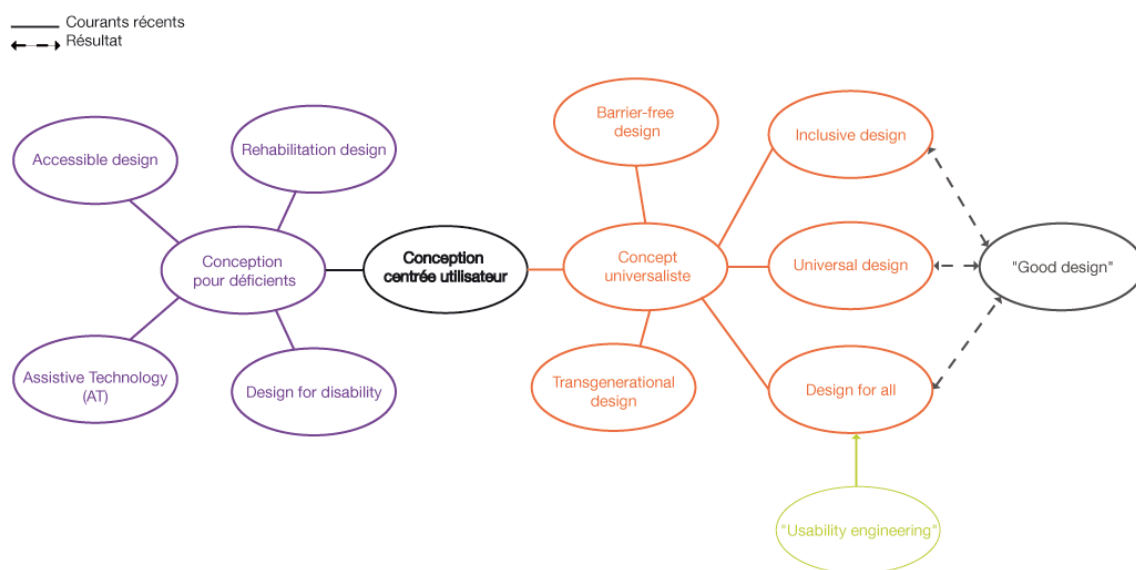 Courants récents
Résultat
Accessible design
Rehabilitation design
Conception
pour déficients
Assistive Technology
(AT)
Design for disability
Conception
centrée utilisateur
Barrier-free
design
Concept
universaliste
Transgenerational
design
Inclusive design
Universal design
Design for all
"Good design"
"Usability engineering"